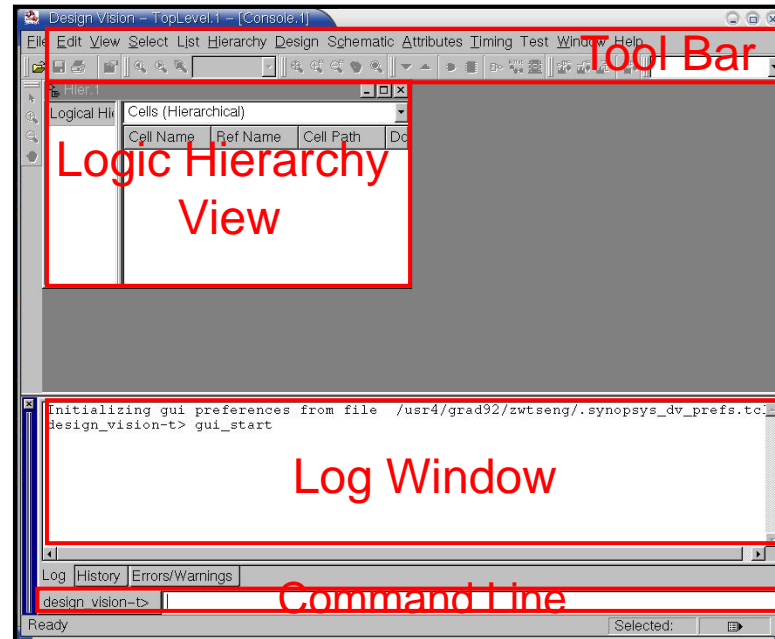 Design Vision – TopLevel.1 – [Console.1]
File Edit View Select List Hierarchy Design Schematic Attributes Timing Test Window Help
Tool Bar
Hier.1
Logical Hie
Cells (Hierarchical)
Cell Name Ref Name Cell Path Do
Logic Hierarchy
View
Initializing gui preferences from file /usr4/grad92/zwtseng/.synopsys_dv_prefs.tcl
design_vision-t> gui_start
Log Window
Log History Errors/Warnings
Command Line
design_vision-t>
Ready Selected: